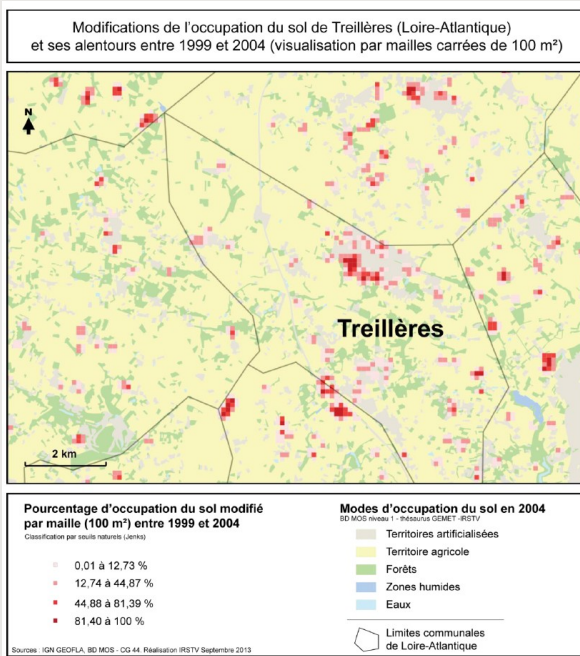 Modifications de l'occupation du sol de Treillères (Loire-Atlantique)
et ses alentours entre 1999 et 2004 (visualisation par mailles carrées de 100 m²)
N
Treillères
2 km
Pourcentage d'occupation du sol modifié
par maille (100 m²) entre 1999 et 2004
Classification par seuils naturels (Jenks)
0,01 à 12,73 %
12,74 à 44,87 %
44,88 à 81,39 %
81,40 à 100 %
Sources : IGN GEOFLA, BD MOS - CG 44. Réalisation IRSTV Septembre 2013
Modes d'occupation du sol en 2004
BD MOS niveau 1 - thésaurus GEMET -IRSTV
Territoires artificialisées
Territoire agricole
Forêts
Zones humides
Eaux
Limites communales
de Loire-Atlantique